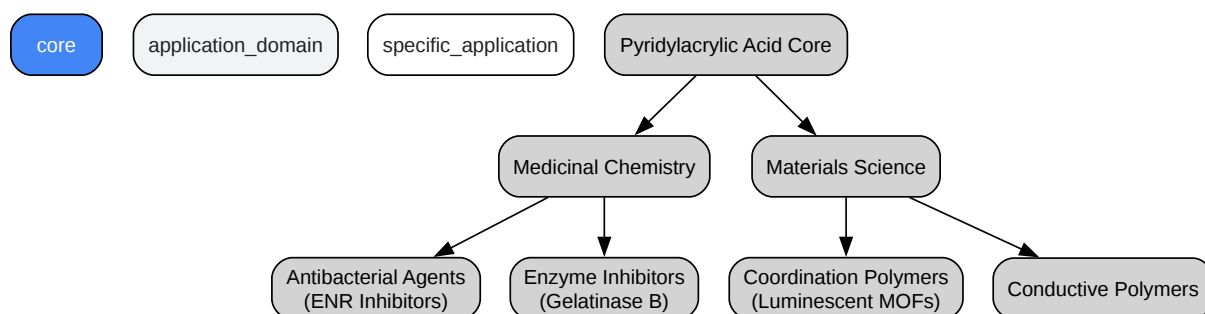 core
application_domain
specific_application
Pyridylacrylic Acid Core
Medicinal Chemistry
Materials Science
Antibacterial Agents
(ENR Inhibitors)
Enzyme Inhibitors
(Gelatinase B)
Coordination Polymers
(Luminescent MOFs)
Conductive Polymers